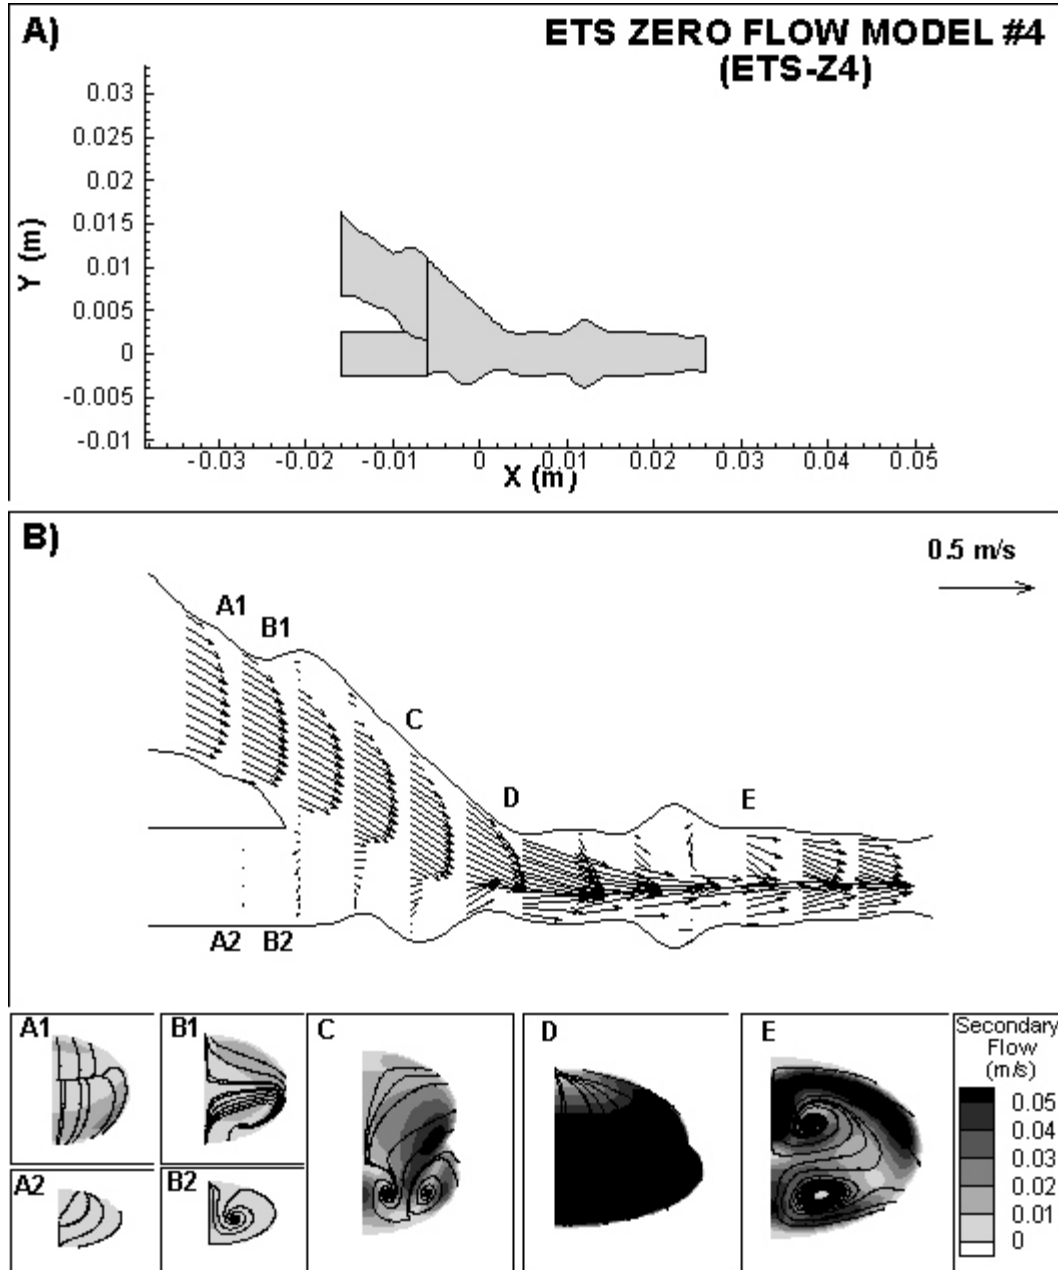 A)
ETS ZERO FLOW MODEL #4
(ETS-Z4)
0.03
0.025
0.02
0.015
0.01
0.005
0
-0.005
-0.01
Y (m)
-0.03 -0.02 -0.01 0 0.01 0.02 0.03 0.04 0.05
X (m)
B)
0.5 m/s
A1
B1
C
D
E
A2 B2
A1
B1
C
D
E
A2
B2
Secondary
Flow
(m/s)
0.05
0.04
0.03
0.02
0.01
0